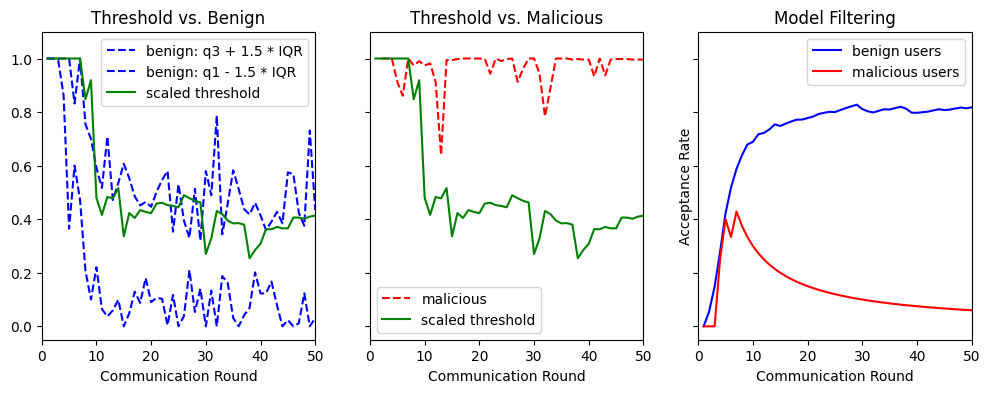 Threshold vs. Benign
benign: q3 + 1.5 * IQR
benign: q1 - 1.5 * IQR
scaled threshold
1.0
0.8
0.6
0.4
0.2
0.0
0 10 20 30 40 50
Communication Round
Threshold vs. Malicious
malicious
scaled threshold
0 10 20 30 40 50
Communication Round
Model Filtering
benign users
malicious users
Acceptance Rate
0 10 20 30 40 50
Communication Round